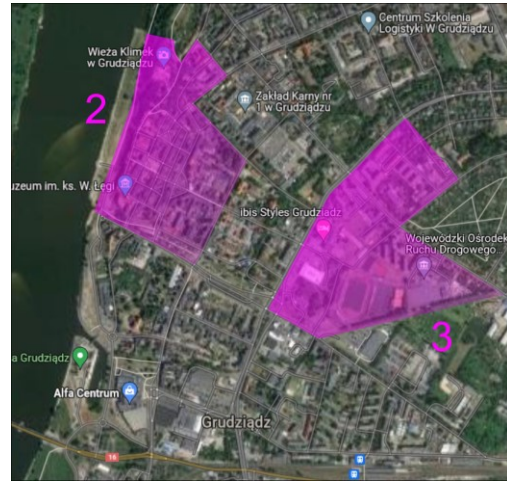 Centrum Szkolenia
Logistyki W Grudziądzu
Wieża Klimek
w Grudziądzu
2
Zakład Karny nr
1 w Grudziądzu
uzeum im. ks. W. Łęgi
ibis Styles Grudziadz
Wojewódzki Ośrodek
Ruchu Drogowego...
3
a Grudziądz
Alfa Centrum
Grudziądz
16